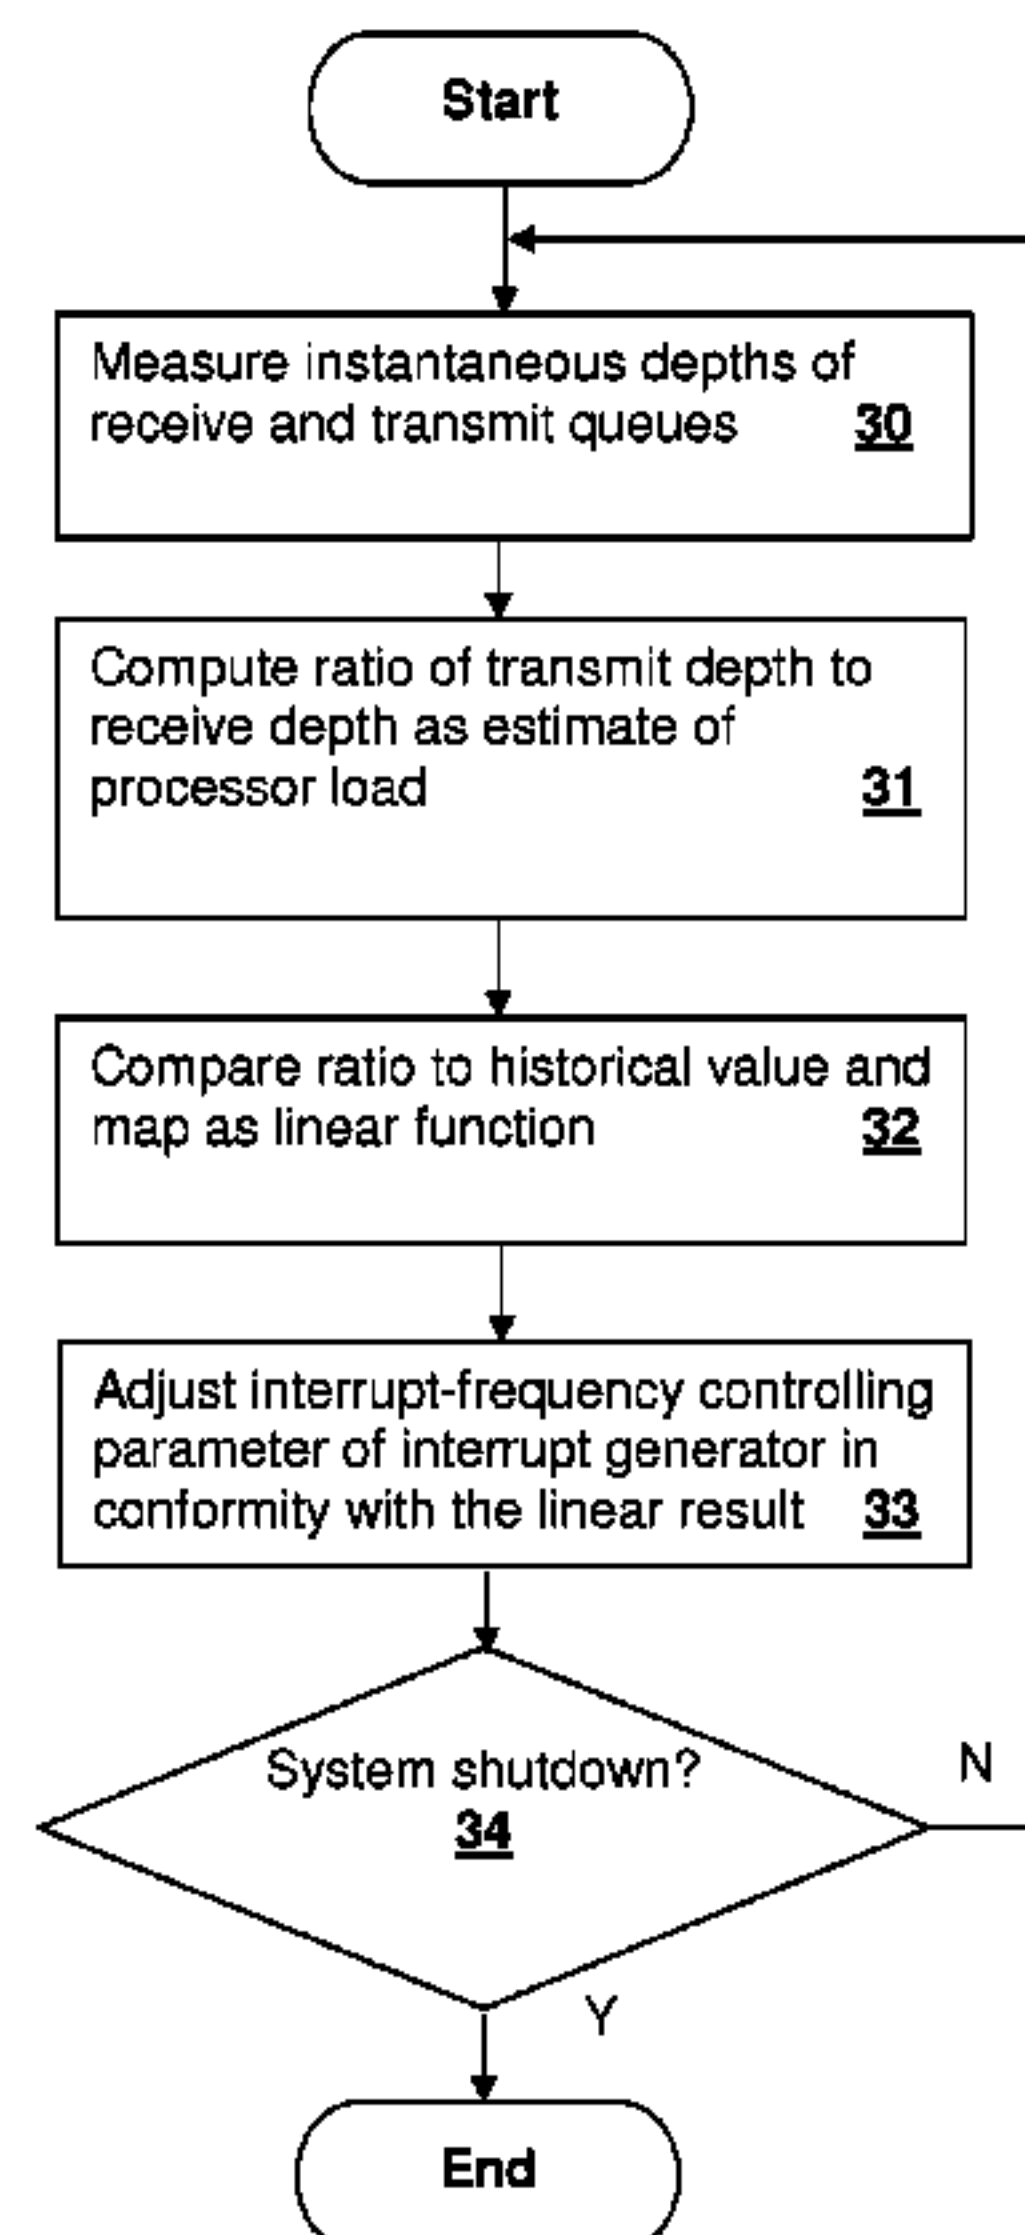 Start
Measure instantaneous depths of
receive and transmit queues 30
Compute ratio of transmit depth to
receive depth as estimate of
processor load 31
Compare ratio to historical value and
map as linear function 32
Adjust interrupt-frequency controlling
parameter of interrupt generator in
conformity with the linear result 33
System shutdown?
34
N
Y
End